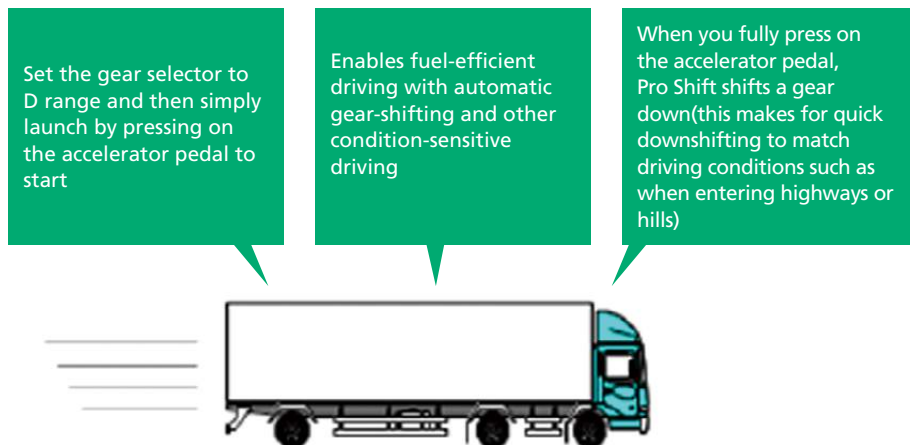 Set the gear selector to
D range and then simply
launch by pressing on
the accelerator pedal to
start
Enables fuel-efficient
driving with automatic
gear-shifting and other
condition-sensitive
driving
When you fully press on
the accelerator pedal,
Pro Shift shifts a gear
down(this makes for quick
downshifting to match
driving conditions such as
when entering highways or
hills)